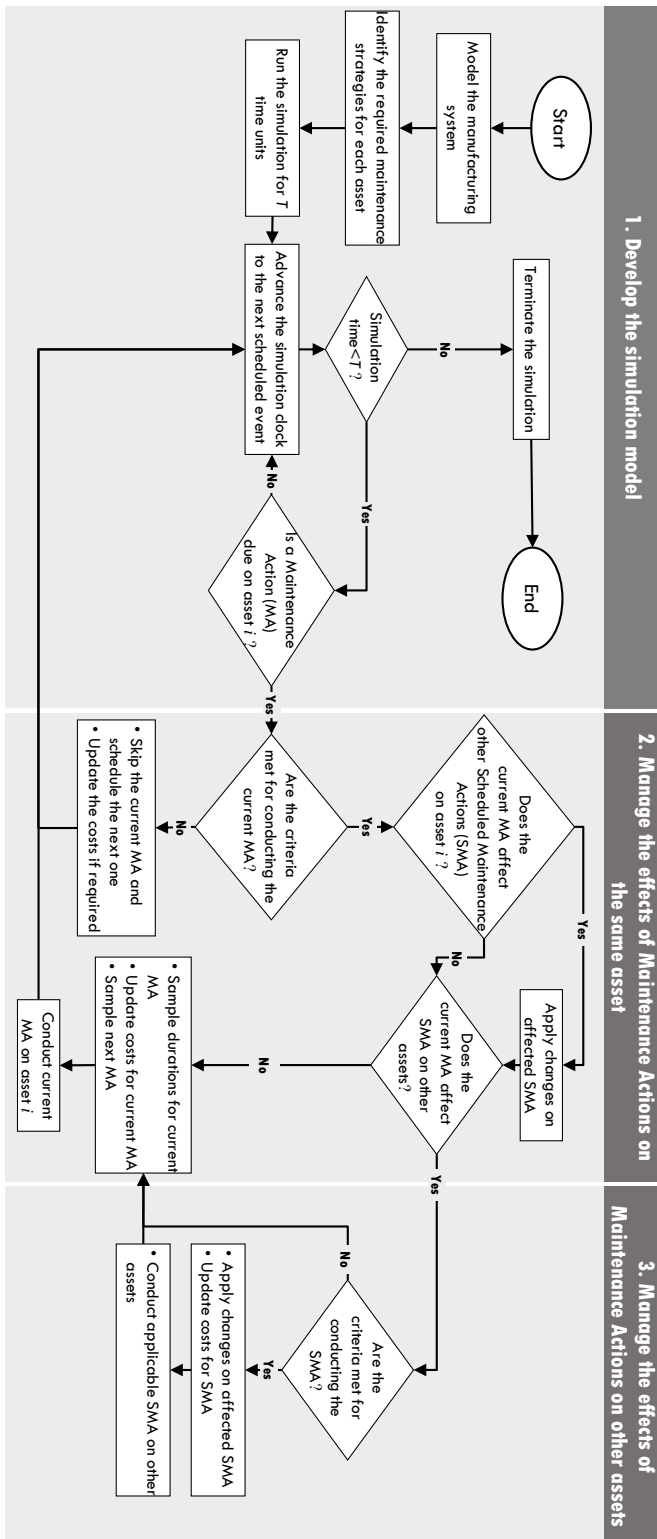 1. Develop the simulation model
Start
Model the manufacturing
system
Identify the required maintenance
strategies for each asset
Run the simulation for T
time units
Advance the simulation clock
to the next scheduled event
Simulation
time<T ?
No
Terminate the simulation
End
Yes
Is a Maintenance
Action (MA)
due on asset i ?
No
Yes
2. Manage the effects of Maintenance Actions on
the same asset
Are the criteria
met for conducting the
current MA?
No
• Skip the current MA and
schedule the next one
• Update the costs if required
Yes
Does the
current MA affect
other Scheduled Maintenance
Actions (SMA)
on asset i ?
Yes
Apply changes on
affected SMA
No
Does the
current MA affect
SMA on other
assets?
No
• Sample durations for current
MA
• Update costs for current MA
• Sample next MA
Conduct current
MA on asset i
Yes
3. Manage the effects of
Maintenance Actions on other assets
Are the
criteria met for
conducting the
SMA?
No
Yes
• Apply changes on affected SMA
• Update costs for SMA
• Conduct applicable SMA on other
assets